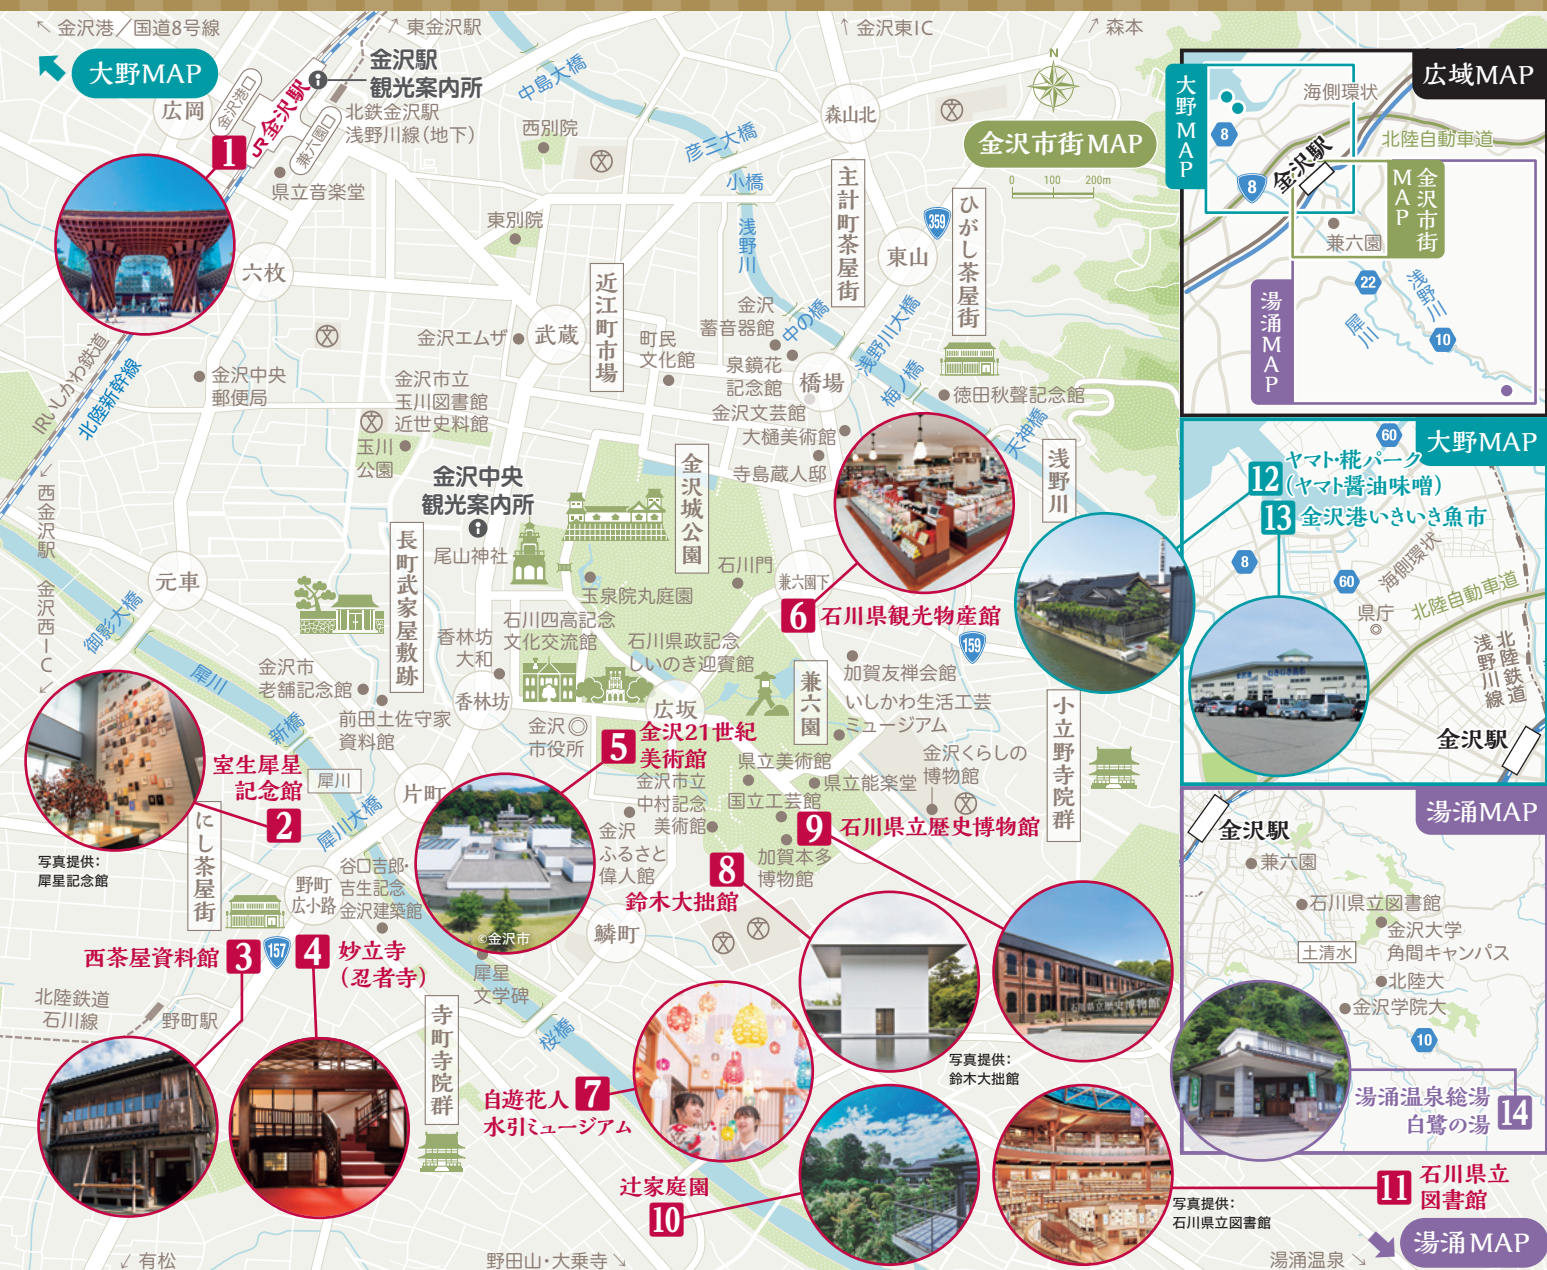 金沢港／国道8号線
東金沢駅
金沢東IC
森本
大野MAP
金沢駅
観光案内所
北鉄金沢駅
浅野川線（地下）
広岡
金沢港口
JR金沢駅
兼六園口
1
県立音楽堂
中島大橋
西別院
彦三大橋
小橋
浅野川
森山北
N
金沢市街MAP
0 100 200m
主計町茶屋街
359
ひがし茶屋街
東山
東別院
六枚
近江町市場
武蔵
金沢エムザ
町民
文化館
金沢
蓄音器館
中の橋
浅野川大橋
梅ノ橋
泉鏡花
記念館
橋場
徳田秋聲記念館
天神橋
金沢文芸館
大樋美術館
寺島蔵人邸
浅野川
IRいしかわ鉄道
北陸新幹線
金沢中央
郵便局
金沢市立
玉川図書館
近世史料館
玉川
公園
金沢中央
観光案内所
尾山神社
金沢城公園
石川門
玉泉院丸庭園
兼六園下
6 石川県観光物産館
159
西金沢駅
金沢西IC
元車
御影大橋
長町武家屋敷跡
石川四高記念
文化交流館
香林坊
大和
石川県政記念
しいのき迎賓館
犀川
金沢市
老舗記念館
前田土佐守家
資料館
香林坊
金沢
市役所
広坂
兼六園
加賀友禅会館
いしかわ生活工芸
ミュージアム
小立野寺院群
5 金沢21世紀
美術館
県立美術館
金沢くらしの
博物館
県立能楽堂
金沢市立
中村記念
美術館
国立工芸館
9 石川県立歴史博物館
金沢
ふるさと
偉人館
加賀本多
博物館
8
鈴木大拙館
新橋
犀川
片町
犀川大橋
室生犀星
記念館
2
写真提供：
犀星記念館
にし茶屋街
野町
広小路
谷口吉郎・
吉生記念
金沢建築館
©金沢市
鱗町
西茶屋資料館 3
157
4 妙立寺
（忍者寺）
犀星
文学碑
北陸鉄道
石川線
野町駅
寺町寺院群
桜橋
石川県立歴史博物館
写真提供：
鈴木大拙館
自遊花人 7
水引ミュージアム
辻家庭園
10
写真提供：
石川県立図書館
11 石川県立
図書館
有松
野田山・大乗寺
湯涌温泉
湯涌MAP
広域MAP
大野MAP
海側環状
8
北陸自動車道
金沢駅
8
金沢市街
MAP
兼六園
22
浅野川
犀川
10
湯涌MAP
大野MAP
60
12 ヤマト・糀パーク
（ヤマト醤油味噌）
13 金沢港いきいき魚市
8
60
海側環状
北陸自動車道
県庁
北陸鉄道
浅野川線
金沢駅
湯涌MAP
金沢駅
兼六園
石川県立図書館
金沢大学
角間キャンパス
土清水
北陸大
金沢学院大
10
湯涌温泉総湯
白鷺の湯 14